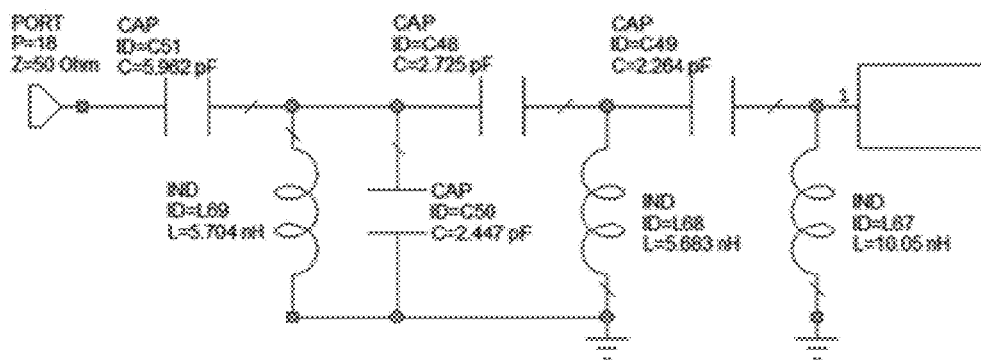 PORT
P=18
Z=50 Ohm
CAP
ID=C51
C=5.962 pF
CAP
ID=C48
C=2.725 pF
CAP
ID=C49
C=2.264 pF
1
IND
ID=L69
L=5.704 nH
CAP
ID=C50
C=2.447 pF
IND
ID=L68
L=5.683 nH
IND
ID=L67
L=10.05 nH